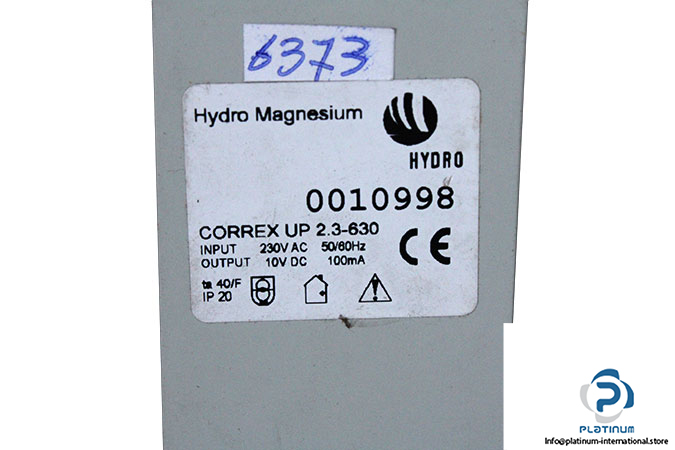 6373
Hydro Magnesium
HYDRO
0010998
CORREX UP 2.3-630
INPUT 230V AC 50/60Hz
OUTPUT 10V DC 100mA
CE
ta 40/F
IP 20
PLATINUM
Info@platinum-international.store